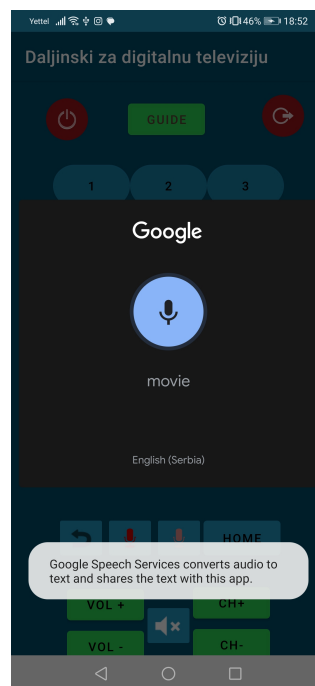 Yettel 46% 18:52
Daljinski za digitalnu televiziju
GUIDE
1 2 3
Google
movie
English (Serbia)
HOME
Google Speech Services converts audio to
text and shares the text with this app.
VOL + CH+
VOL - CH-